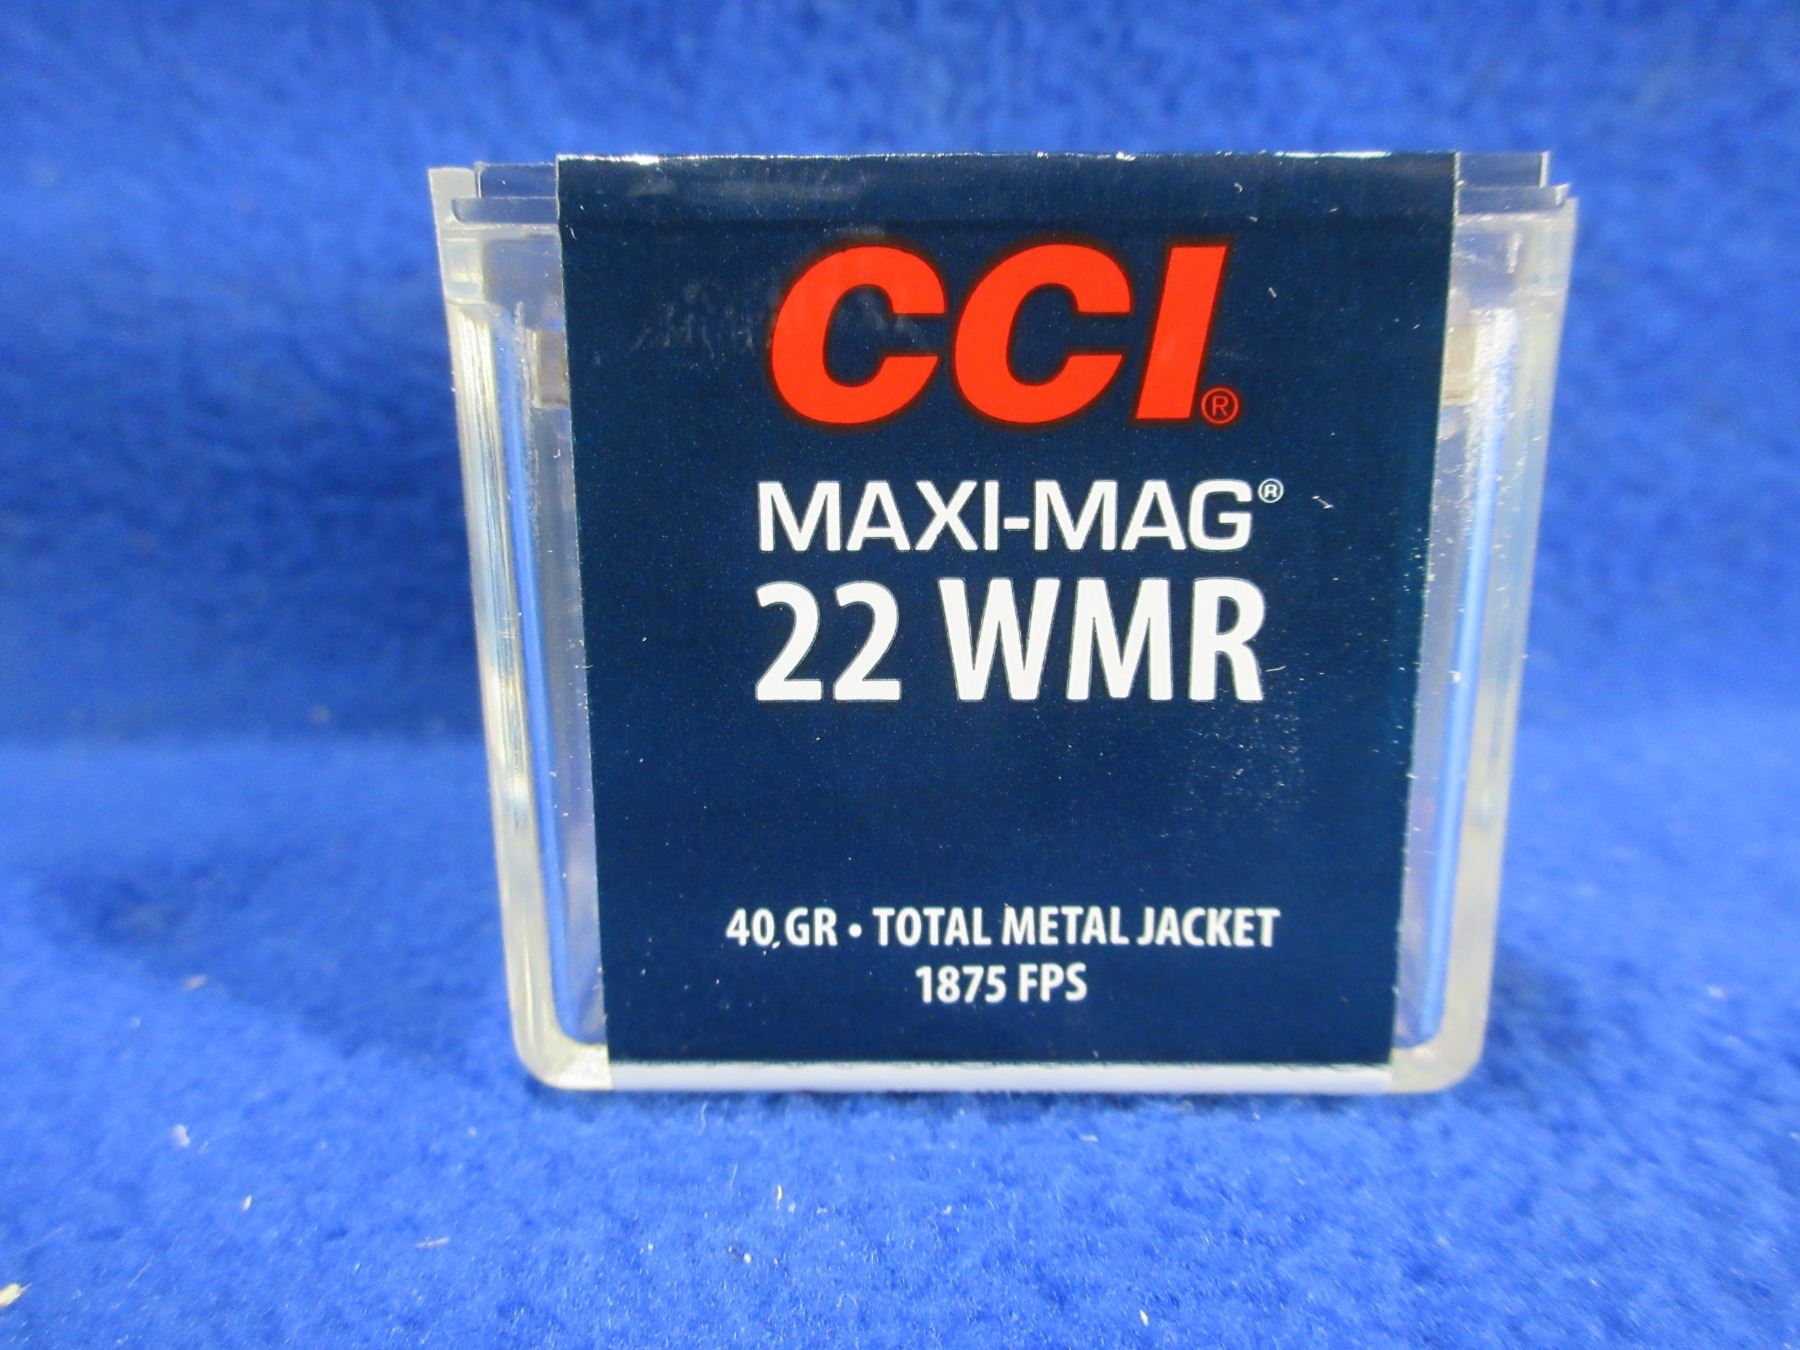 CCI®
MAXI-MAG®
22 WMR
40 GR • TOTAL METAL JACKET
1875 FPS